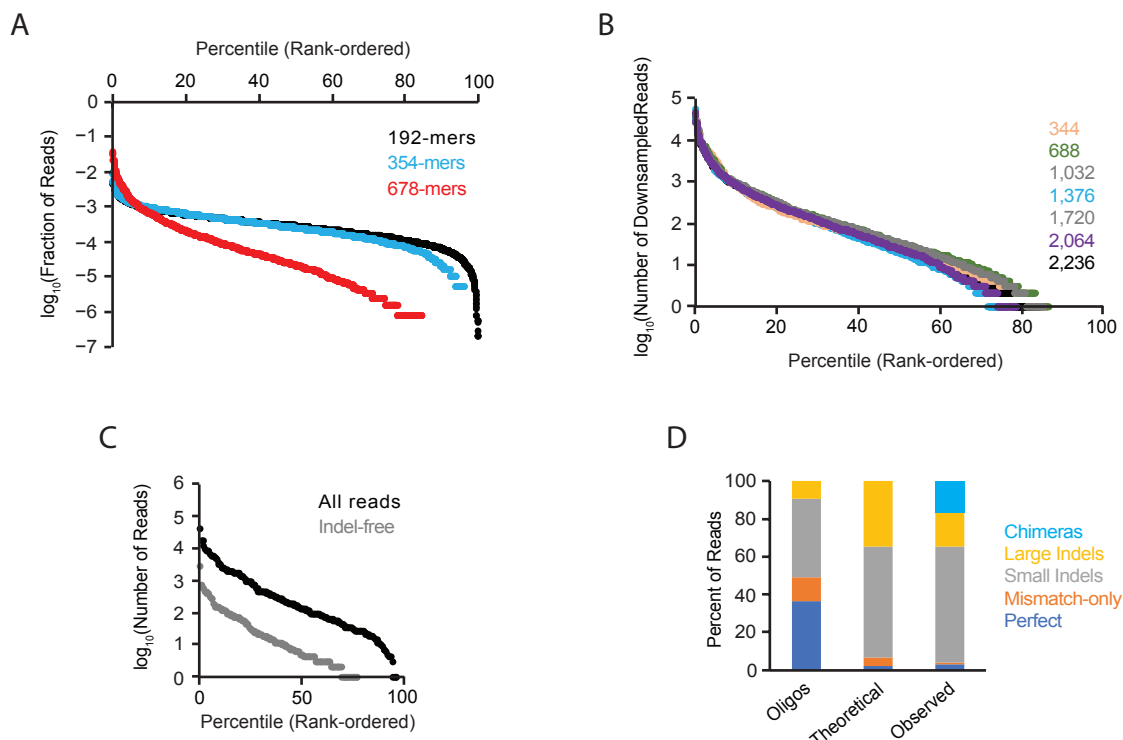 A
Percentile (Rank-ordered)
0 20 40 60 80 100
0
−1
−2
−3
−4
−5
−6
−7
log10(Fraction of Reads)
192-mers
354-mers
678-mers
B
5
4
3
2
1
0
log10(Number of DownsampledReads)
344
688
1,032
1,376
1,720
2,064
2,236
0 20 40 60 80 100
Percentile (Rank-ordered)
C
6
5
4
3
2
1
0
log10(Number of Reads)
All reads
Indel-free
0 50 100
Percentile (Rank-ordered)
D
100
80
60
40
20
0
Percent of Reads
Chimeras
Large Indels
Small Indels
Mismatch-only
Perfect
Oligos
Theoretical
Observed